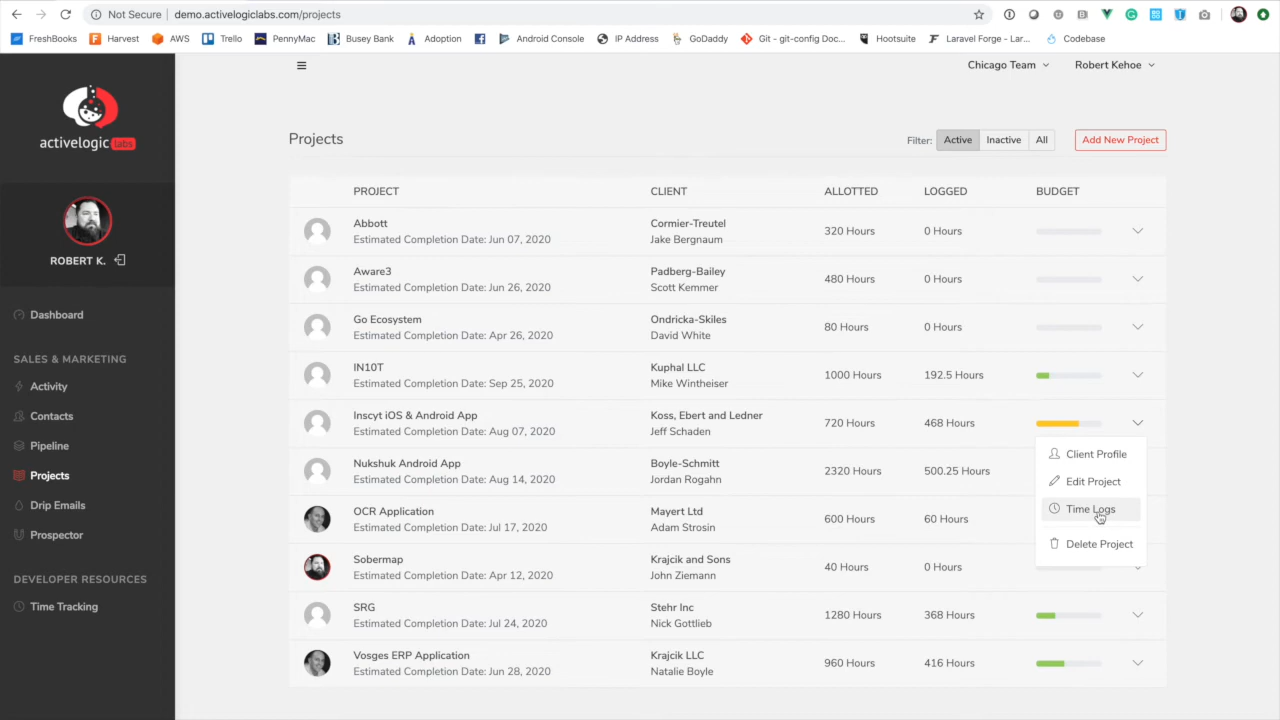 Not Secure demo.activelogiclabs.com/projects
FreshBooks Harvest AWS Trello PennyMac Busey Bank Adoption Android Console IP Address GoDaddy Git - git-config Doc... Hootsuite Laravel Forge - Lar... Codebase
Chicago Team Robert Kehoe
activelogic labs
ROBERT K.
Dashboard
SALES & MARKETING
Activity
Contacts
Pipeline
Projects
Drip Emails
Prospector
DEVELOPER RESOURCES
Time Tracking
Projects Filter: Active Inactive All Add New Project
PROJECT CLIENT ALLOTTED LOGGED BUDGET
Abbott Cormier-Treutel
Estimated Completion Date: Jun 07, 2020 Jake Bergnaum 320 Hours 0 Hours
Aware3 Padberg-Bailey
Estimated Completion Date: Jun 26, 2020 Scott Kemmer 480 Hours 0 Hours
Go Ecosystem Ondricka-Skiles
Estimated Completion Date: Apr 26, 2020 David White 80 Hours 0 Hours
IN10T Kuphal LLC
Estimated Completion Date: Sep 25, 2020 Mike Wintheiser 1000 Hours 192.5 Hours
Inscyt iOS & Android App Koss, Ebert and Ledner
Estimated Completion Date: Aug 07, 2020 Jeff Schaden 720 Hours 468 Hours
Nukshuk Android App Boyle-Schmitt
Estimated Completion Date: Aug 14, 2020 Jordan Rogahn 2320 Hours 500.25 Hours
OCR Application Mayert Ltd
Estimated Completion Date: Jul 17, 2020 Adam Strosin 600 Hours 60 Hours
Sobermap Krajcik and Sons
Estimated Completion Date: Apr 12, 2020 John Ziemann 40 Hours 0 Hours
SRG Stehr Inc
Estimated Completion Date: Jul 24, 2020 Nick Gottlieb 1280 Hours 368 Hours
Vosges ERP Application Krajcik LLC
Estimated Completion Date: Jun 28, 2020 Natalie Boyle 960 Hours 416 Hours
Client Profile
Edit Project
Time Logs
Delete Project